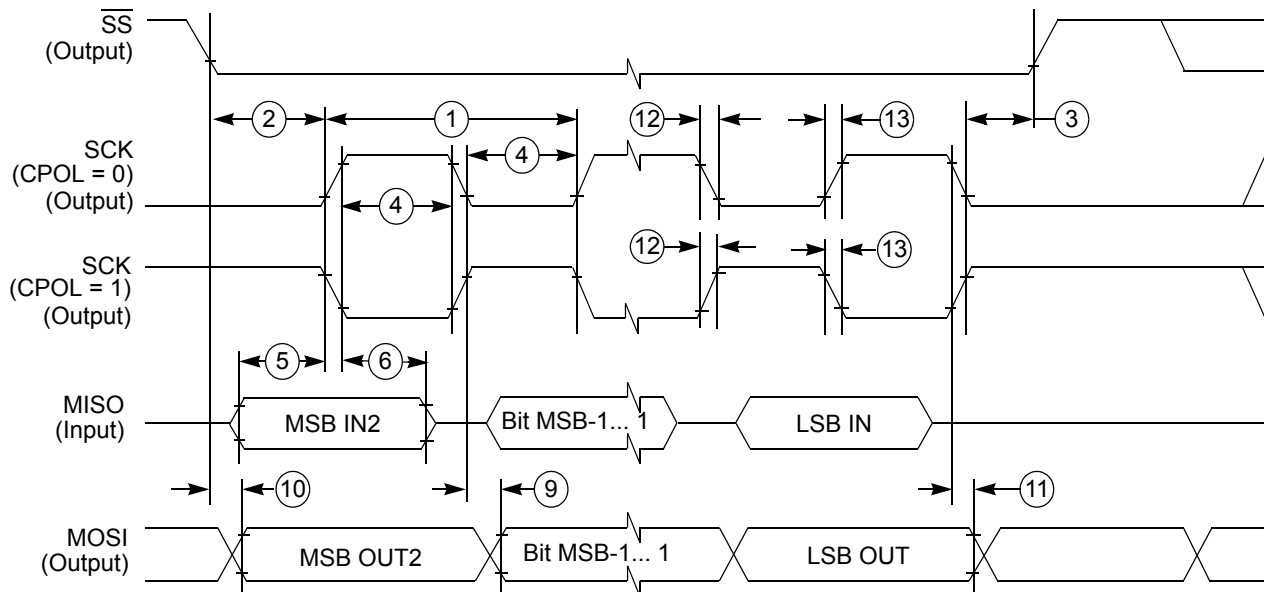 SS
(Output)
2
1
12
13
3
SCK
(CPOL = 0)
(Output)
4
4
12
13
SCK
(CPOL = 1)
(Output)
5
6
MISO
(Input)
MSB IN2
Bit MSB-1... 1
LSB IN
10
9
11
MOSI
(Output)
MSB OUT2
Bit MSB-1... 1
LSB OUT